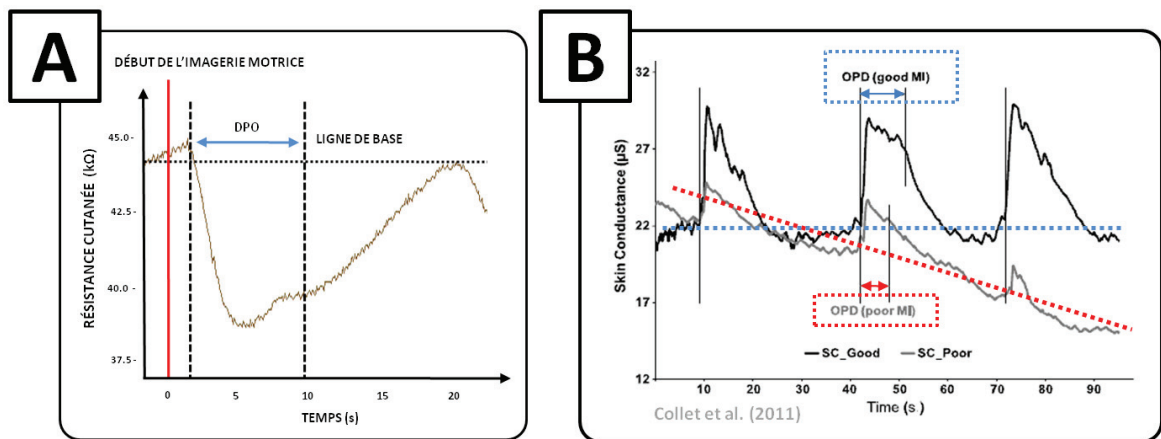 A
DÉBUT DE L'IMAGERIE MOTRICE
DPO
LIGNE DE BASE
RÉSISTANCE CUTANÉE (kΩ)
45.0-
42.5-
40.0-
37.5-
0
5
10
15
20
TEMPS (s)
B
Skin Conductance (µS)
32
27
22
17
12
OPD (good MI)
OPD (poor MI)
SC_Good
SC_Poor
10
20
30
40
50
60
70
80
90
Time (s)
Collet et al. (2011)